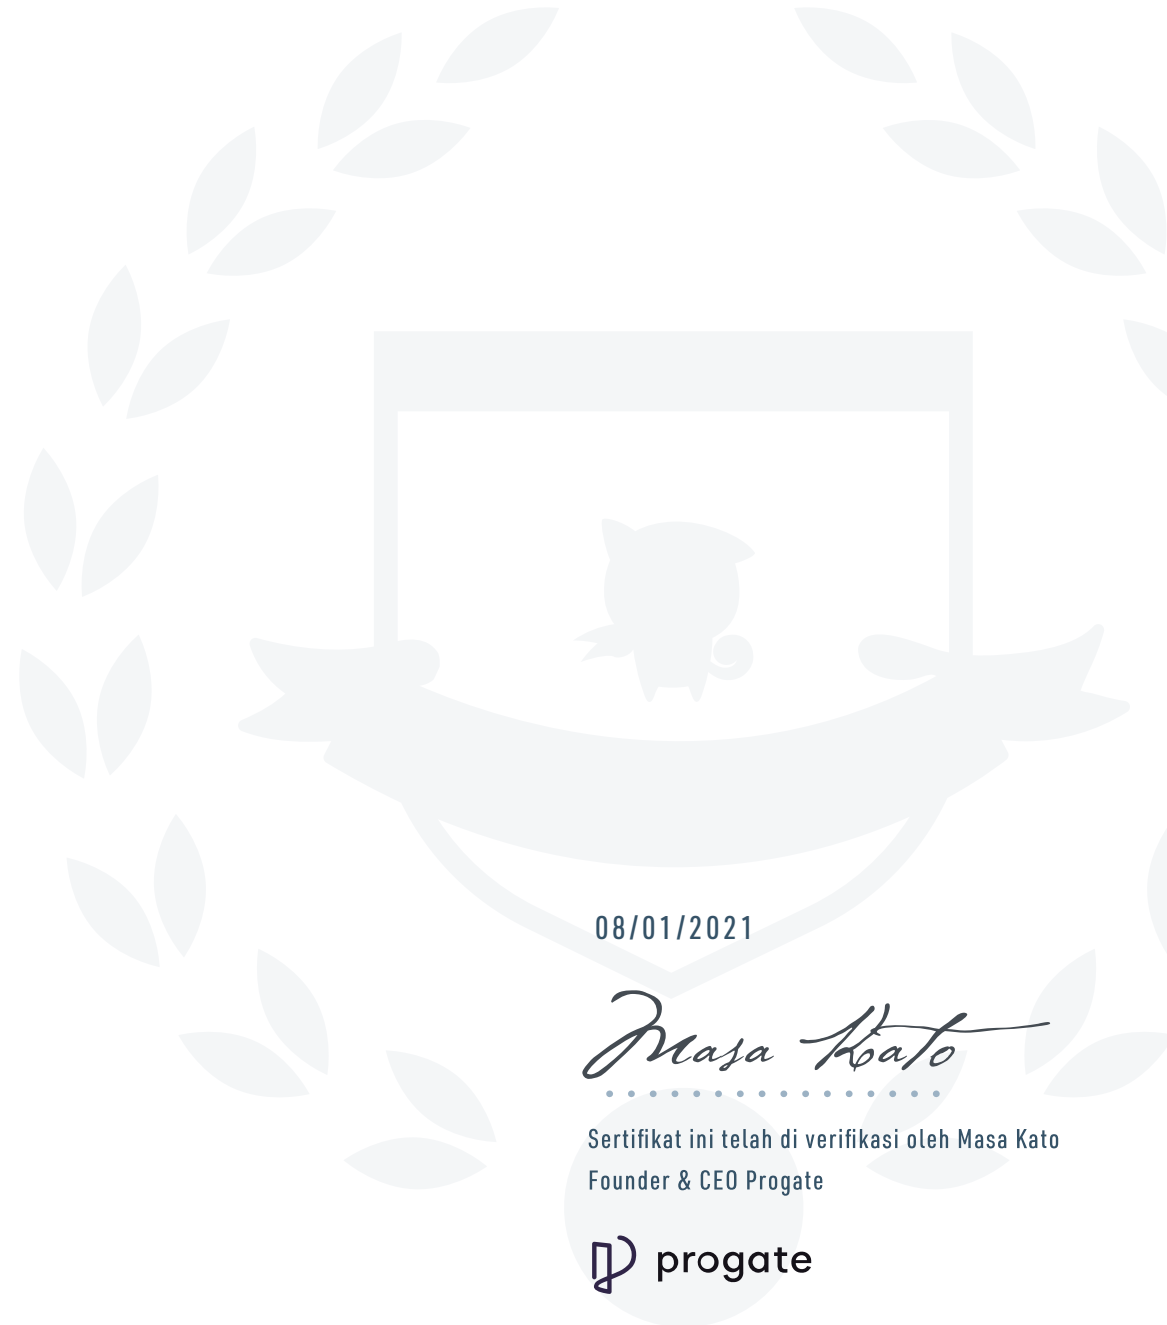 08/01/2021
Masa Kato
Sertifikat ini telah di verifikasi oleh Masa Kato
Founder & CEO Progate
progate